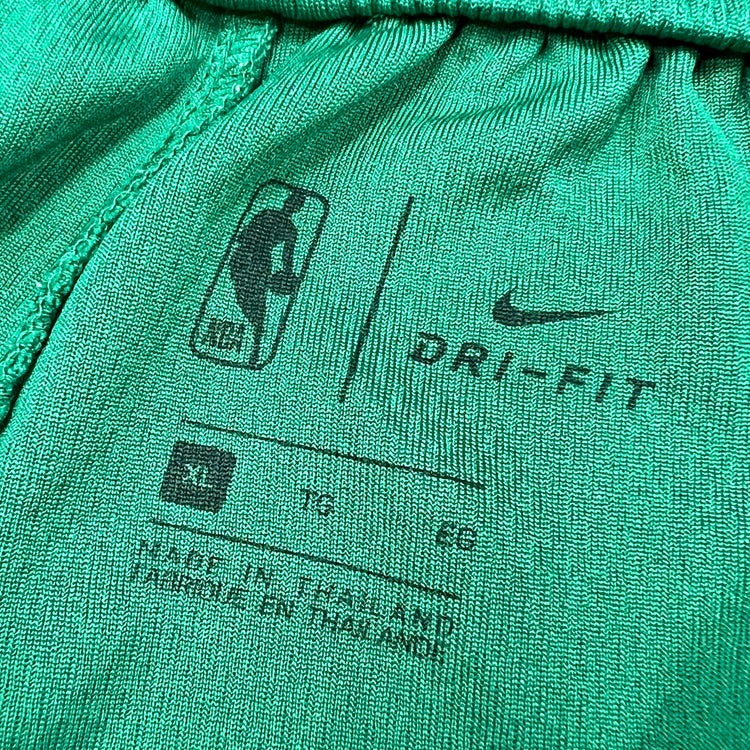 NBA
DRI-FIT
XL TG EG
MADE IN THAILAND
FABRIQUE EN THAILANDE